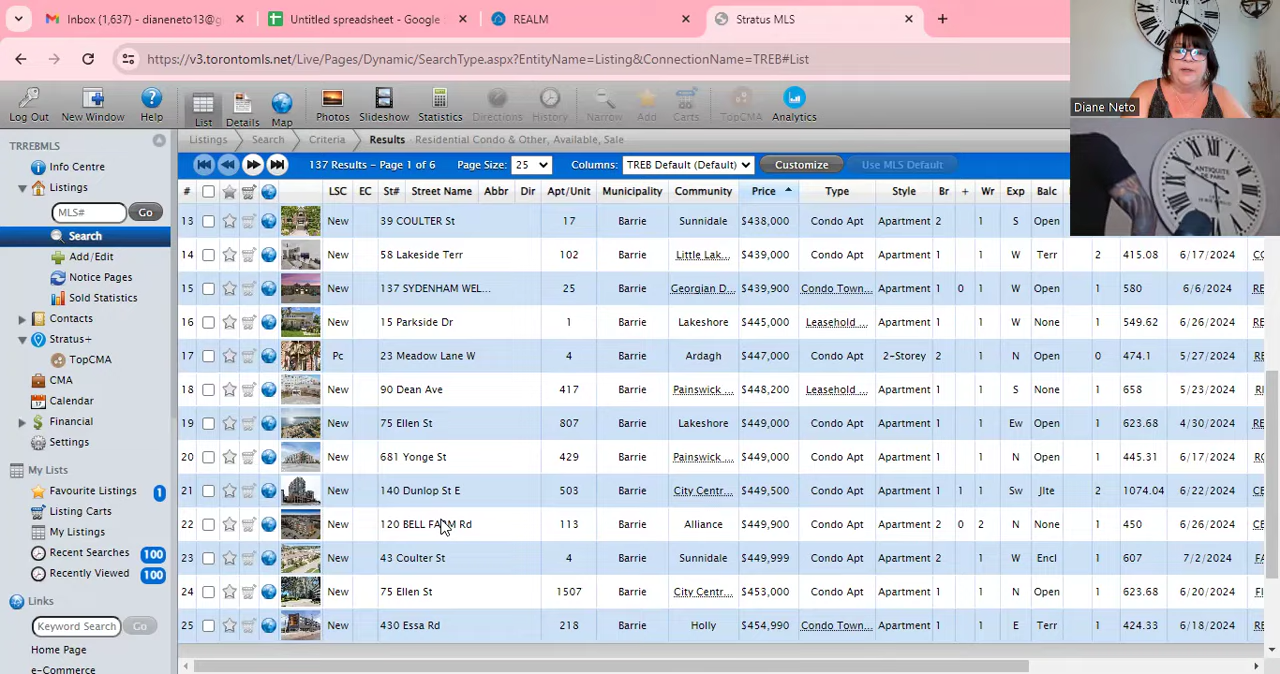 Inbox (1,637) - dianeneto13@g
Untitled spreadsheet - Google
REALM
Stratus MLS
https://v3.torontomls.net/Live/Pages/Dynamic/SearchType.aspx?EntityName=Listing&ConnectionName=TREB#List
Diane Neto
Log Out New Window Help List Details Map Photos Slideshow Statistics Directions History Narrow Add Carts TopCMA Analytics
TRREBMLS
Info Centre
Listings
MLS# Go
Search
Add/Edit
Notice Pages
Sold Statistics
Contacts
Stratus+
TopCMA
CMA
Calendar
Financial
Settings
My Lists
Favourite Listings 1
Listing Carts
My Listings
Recent Searches 100
Recently Viewed 100
Links
Keyword Search Go
Home Page
e-Commerce
Listings Search Criteria Results Residential Condo & Other, Available, Sale
137 Results - Page 1 of 6 Page Size: 25 Columns: TREB Default (Default) Customize Use MLS Default
# LSC EC St# Street Name Abbr Dir Apt/Unit Municipality Community Price Type Style Br + Wr Exp Balc
13 New 39 COULTER St 17 Barrie Sunnidale $438,000 Condo Apt Apartment 2 1 S Open
14 New 58 Lakeside Terr 102 Barrie Little Lak... $439,000 Condo Apt Apartment 1 1 W Terr 2 415.08 6/17/2024
15 New 137 SYDENHAM WEL... 25 Barrie Georgian D... $439,900 Condo Town... Apartment 1 0 1 W Open 1 580 6/6/2024 RE
16 New 15 Parkside Dr 1 Barrie Lakeshore $445,000 Leasehold ... Apartment 1 1 W None 1 549.62 6/26/2024 RE
17 Pc 23 Meadow Lane W 4 Barrie Ardagh $447,000 Condo Apt 2-Storey 2 1 N Open 0 474.1 5/27/2024
18 New 90 Dean Ave 417 Barrie Painswick ... $448,200 Leasehold ... Apartment 1 1 S None 1 658 5/23/2024
19 New 75 Ellen St 807 Barrie Lakeshore $449,000 Condo Apt Apartment 1 1 Ew Open 1 623.68 4/30/2024
20 New 681 Yonge St 429 Barrie Painswick ... $449,000 Condo Apt Apartment 1 1 N Open 1 445.31 6/17/2024
21 New 140 Dunlop St E 503 Barrie City Centr... $449,500 Condo Apt Apartment 1 1 1 Sw Jlte 2 1074.04 6/22/2024
22 New 120 BELL FARM Rd 113 Barrie Alliance $449,900 Condo Apt Apartment 2 0 2 N None 1 450 6/26/2024
23 New 43 Coulter St 4 Barrie Sunnidale $449,999 Condo Apt Apartment 2 1 W Encl 1 607 7/2/2024
24 New 75 Ellen St 1507 Barrie City Centr... $453,000 Condo Apt Apartment 1 1 N Open 1 623.68 6/20/2024
25 New 430 Essa Rd 218 Barrie Holly $454,990 Condo Town... Apartment 1 1 E Terr 1 424.33 6/18/2024